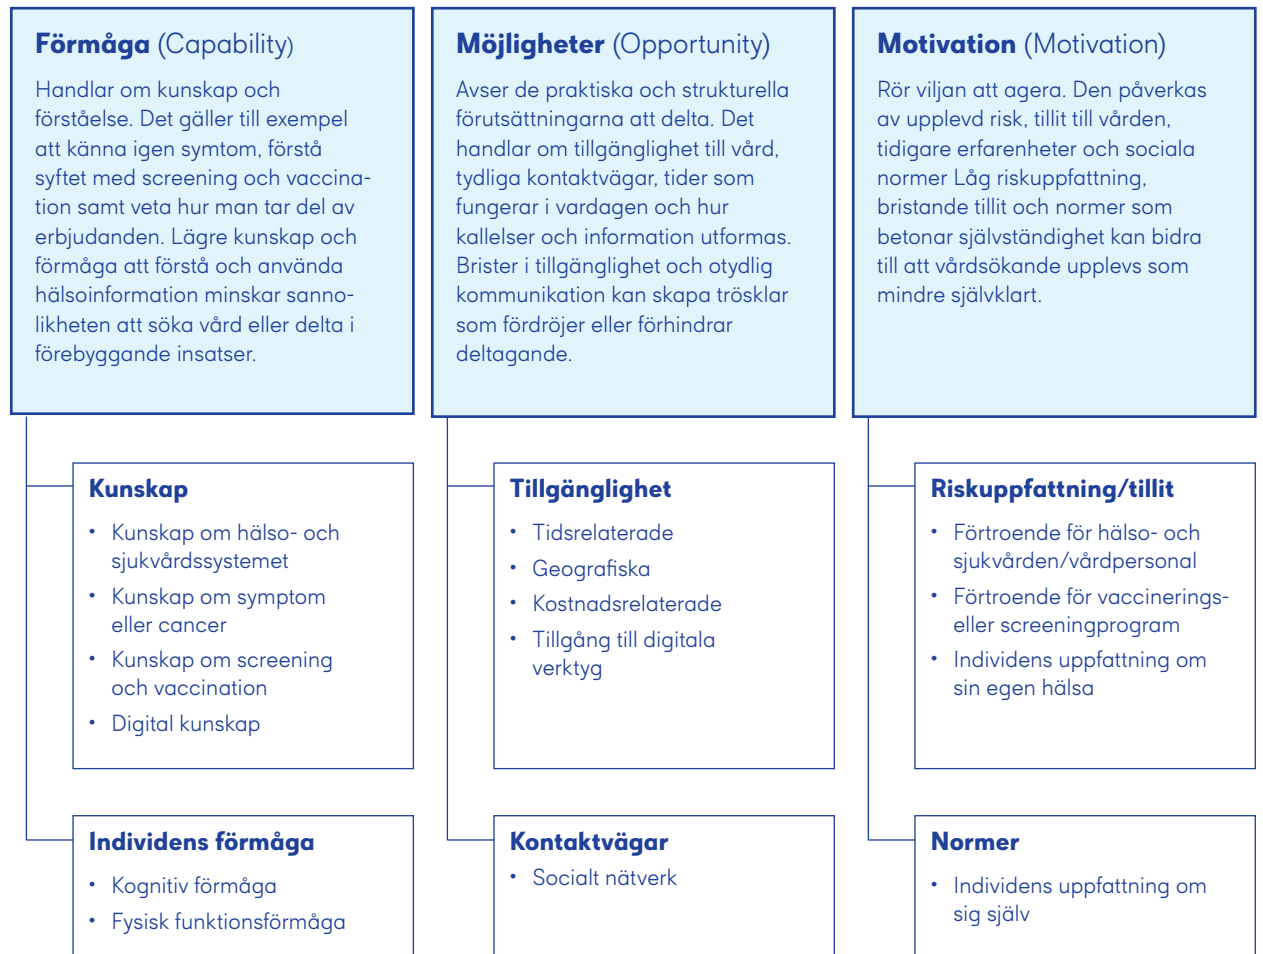 Förmåga (Capability)
Handlar om kunskap och
förståelse. Det gäller till exempel
att känna igen symtom, förstå
syftet med screening och vaccina-
tion samt veta hur man tar del av
erbjudanden. Lägre kunskap och
förmåga att förstå och använda
hälsoinformation minskar sanno-
likheten att söka vård eller delta i
förebyggande insatser.
Kunskap
• Kunskap om hälso- och
sjukvårdssystemet
• Kunskap om symptom
eller cancer
• Kunskap om screening
och vaccination
• Digital kunskap
Individens förmåga
• Kognitiv förmåga
• Fysisk funktionsförmåga
Möjligheter (Opportunity)
Avser de praktiska och strukturella
förutsättningarna att delta. Det
handlar om tillgänglighet till vård,
tydliga kontaktvägar, tider som
fungerar i vardagen och hur
kallelser och information utformas.
Brister i tillgänglighet och otydlig
kommunikation kan skapa trösklar
som fördröjer eller förhindrar
deltagande.
Tillgänglighet
• Tidsrelaterade
• Geografiska
• Kostnadsrelaterade
• Tillgång till digitala
verktyg
Kontaktvägar
• Socialt nätverk
Motivation (Motivation)
Rör viljan att agera. Den påverkas
av upplevd risk, tillit till vården,
tidigare erfarenheter och sociala
normer Låg riskuppfattning,
bristande tillit och normer som
betonar självständighet kan bidra
till att vårdsökande upplevs som
mindre självklart.
Riskuppfattning/tillit
• Förtroende för hälso- och
sjukvården/vårdpersonal
• Förtroende för vaccinerings-
eller screeningprogram
• Individens uppfattning om
sin egen hälsa
Normer
• Individens uppfattning om
sig själv